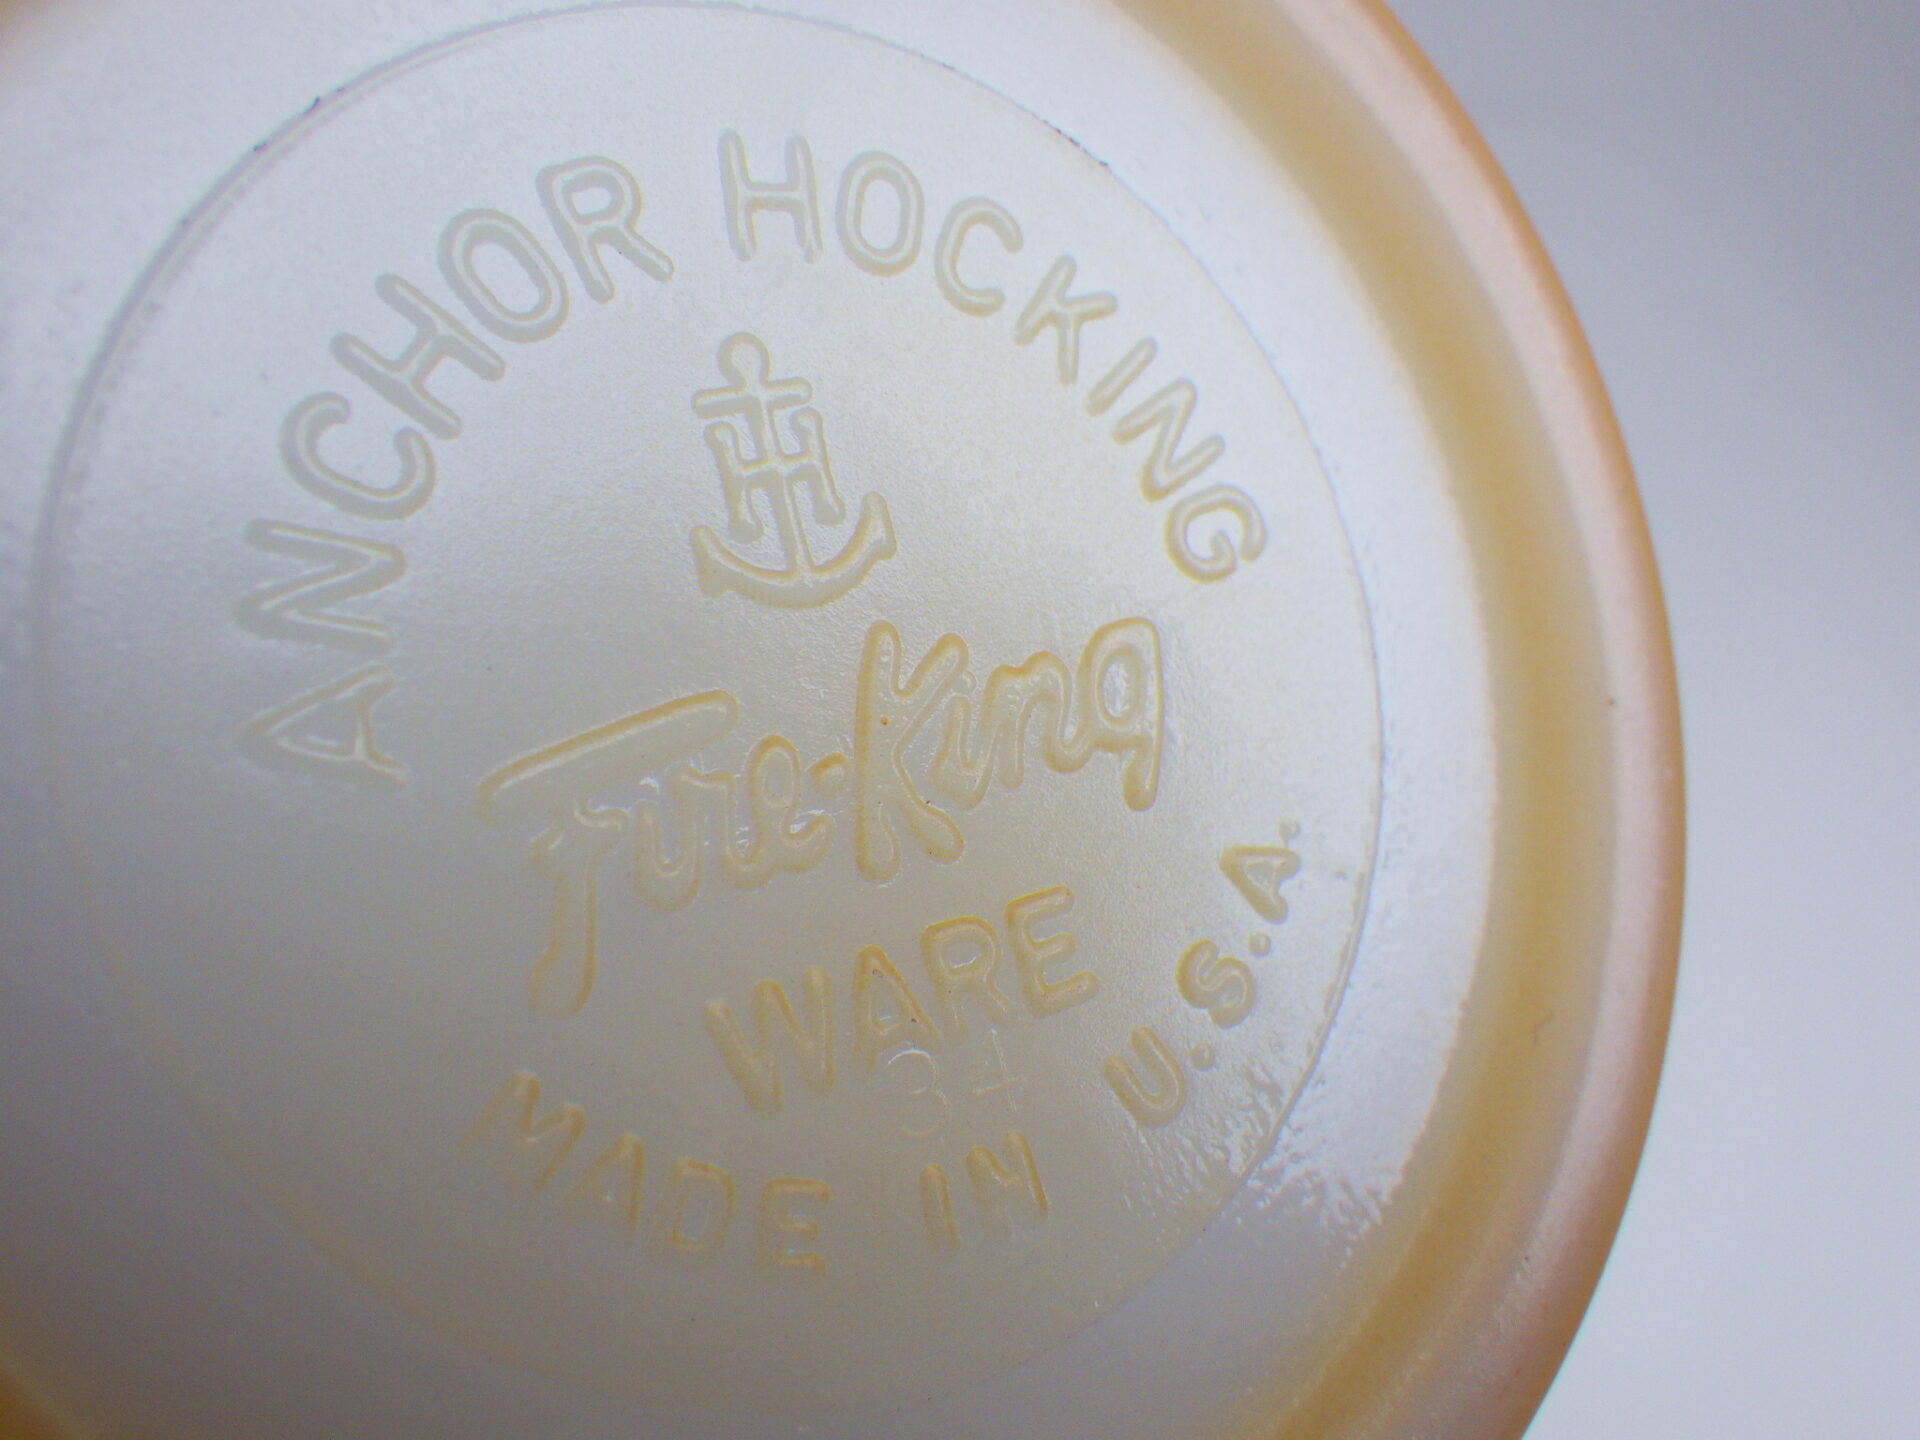 ANCHOR HOCKING
H
Fire-King
WARE
34
MADE IN U.S.A.